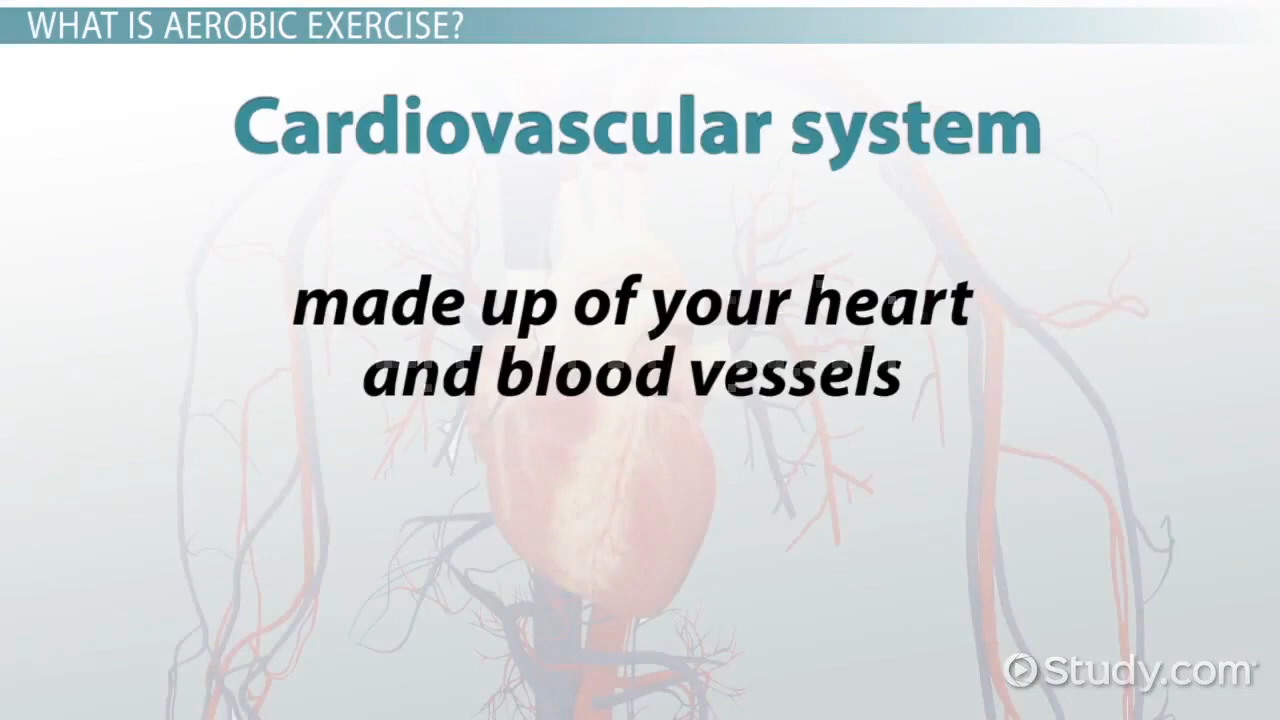 WHAT IS AEROBIC EXERCISE?
Cardiovascular system
made up of your heart
and blood vessels
Study.com